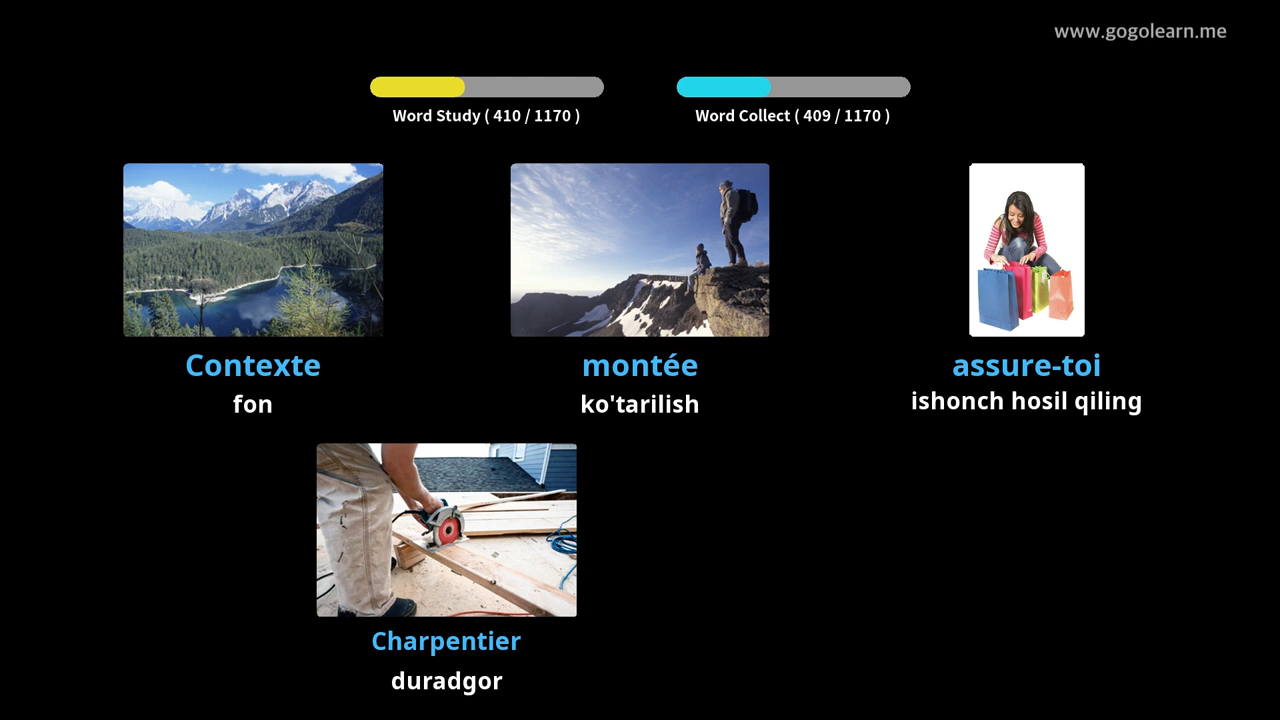 www.gogolearn.me
Word Study ( 410 / 1170 )
Word Collect ( 409 / 1170 )
Contexte
fon
montée
ko'tarilish
assure-toi
ishonch hosil qiling
Charpentier
duradgor